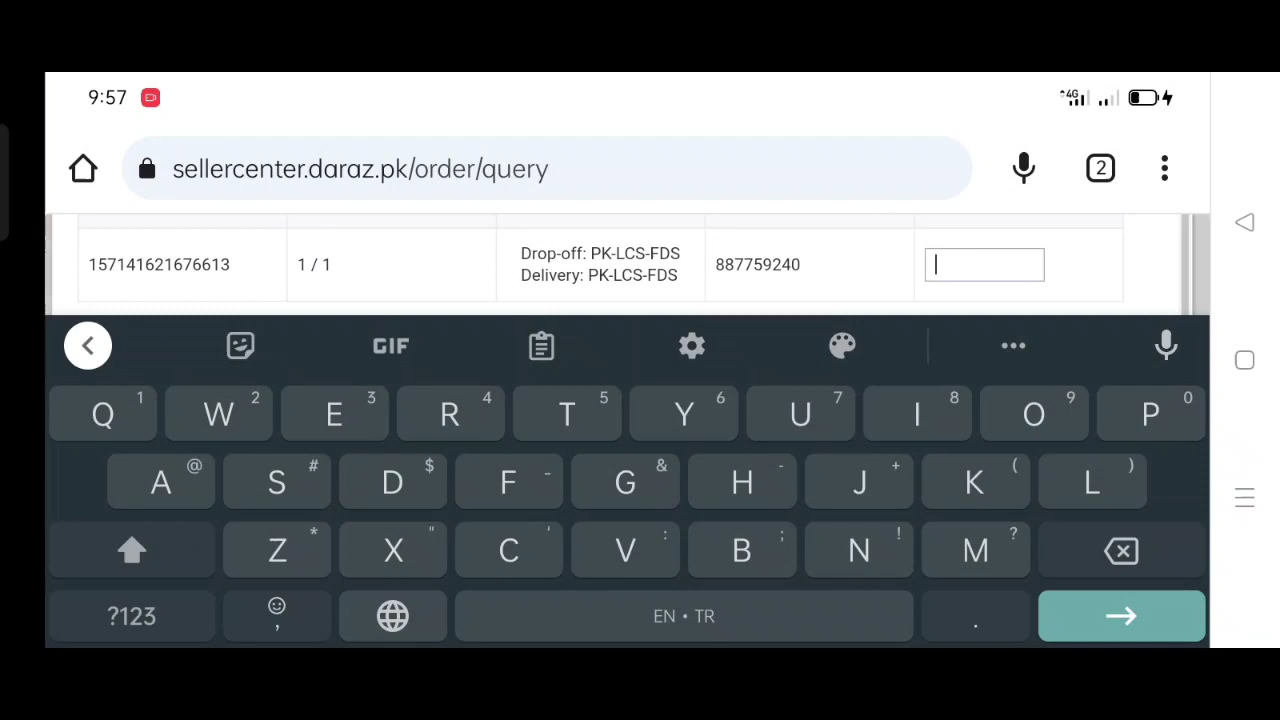 9:57
4G
sellercenter.daraz.pk/order/query
2
157141621676613
1 / 1
Drop-off: PK-LCS-FDS
Delivery: PK-LCS-FDS
887759240
GIF
Q 1 W 2 E 3 R 4 T 5 Y 6 U 7 I 8 O 9 P 0
A @ S # D $ F - G & H - J + K ( L )
Z * X " C ' V : B ; N ! M ?
?123 , EN • TR .